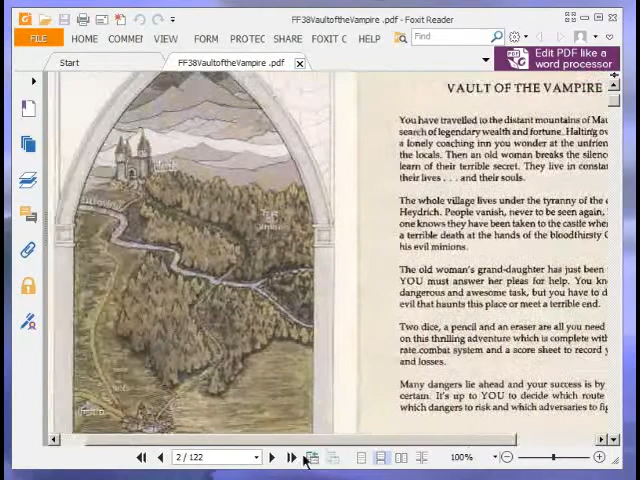 FF38VaultoftheVampire .pdf - Foxit Reader
FILE HOME COMMEI VIEW FORM PROTEC SHARE FOXIT C HELP Find
Start FF38VaultoftheVampire .pdf Edit PDF like a
word processor
VAULT OF THE VAMPIRE
You have travelled to the distant mountains of Mau
search of legendary wealth and fortune. Halting ov
a lonely coaching inn you wonder at the unfrien
the locals. Then an old woman breaks the silence
learn of their terrible secret. They live in constan
their lives . . . and their souls.
The whole village lives under the tyranny of the
Heydrich. People vanish, never to be seen again,
one knows they have been taken to the castle wher
a terrible death at the hands of the bloodthirsty C
his evil minions.
The old woman's grand-daughter has just been
YOU must answer her pleas for help. You kn
dangerous and awesome task, but you have to d
evil that haunts this place or meet a terrible end.
Two dice, a pencil and an eraser are all you need
on this thrilling adventure which is complete with
rate combat system and a score sheet to record y
and losses.
Many dangers lie ahead and your success is by
certain. It's up to YOU to decide which route
which dangers to risk and which adversaries to fig
2 / 122
100%